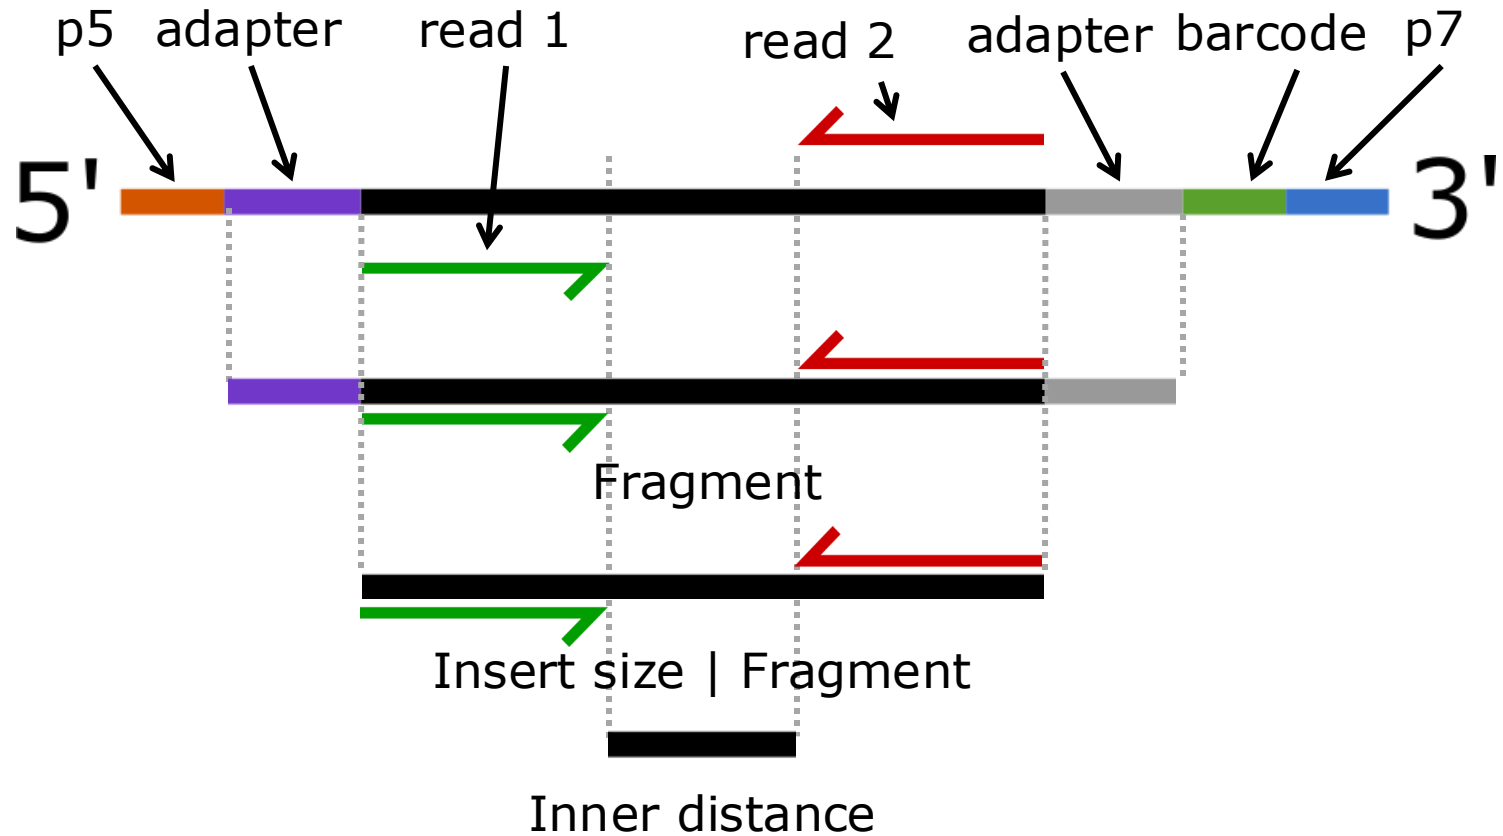 p5 adapter read 1 read 2 adapter barcode p7
5' 3'
Fragment
Insert size | Fragment
Inner distance